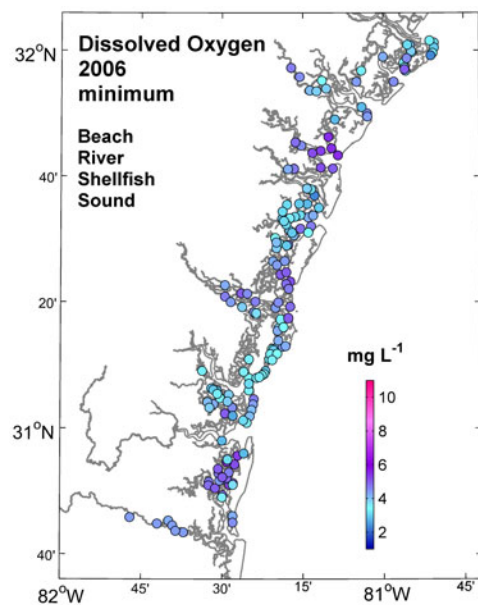 Dissolved Oxygen
2006
minimum
Beach
River
Shellfish
Sound
32°N
40'
20'
31°N
40'
82°W
45'
30'
15'
81°W
45'
mg L⁻¹
10
8
6
4
2